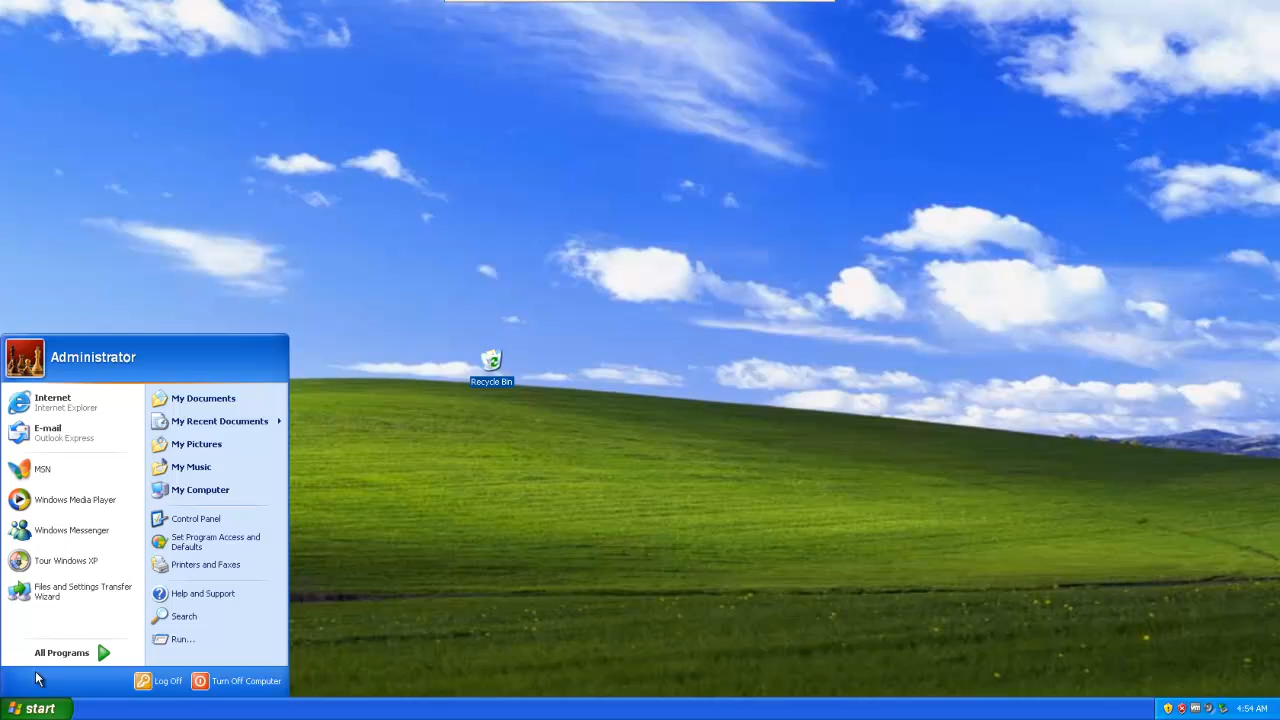 Recycle Bin
Administrator
Internet
Internet Explorer
E-mail
Outlook Express
MSN
Windows Media Player
Windows Messenger
Tour Windows XP
Files and Settings Transfer
Wizard
All Programs
My Documents
My Recent Documents
My Pictures
My Music
My Computer
Control Panel
Set Program Access and
Defaults
Printers and Faxes
Help and Support
Search
Run...
Log Off
Turn Off Computer
start
4:54 AM